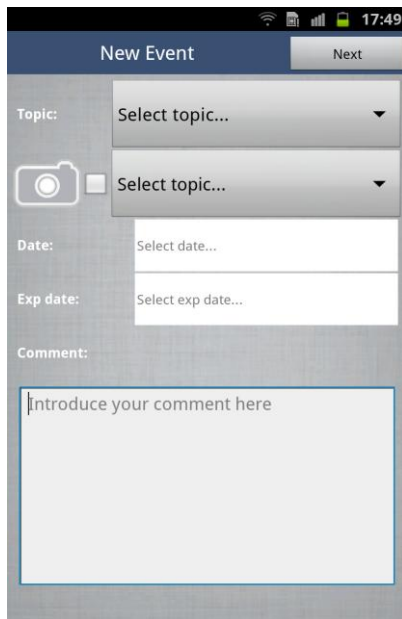 17:49
New Event
Next
Topic:
Select topic...
Select topic...
Date:
Select date...
Exp date:
Select exp date...
Comment:
Introduce your comment here